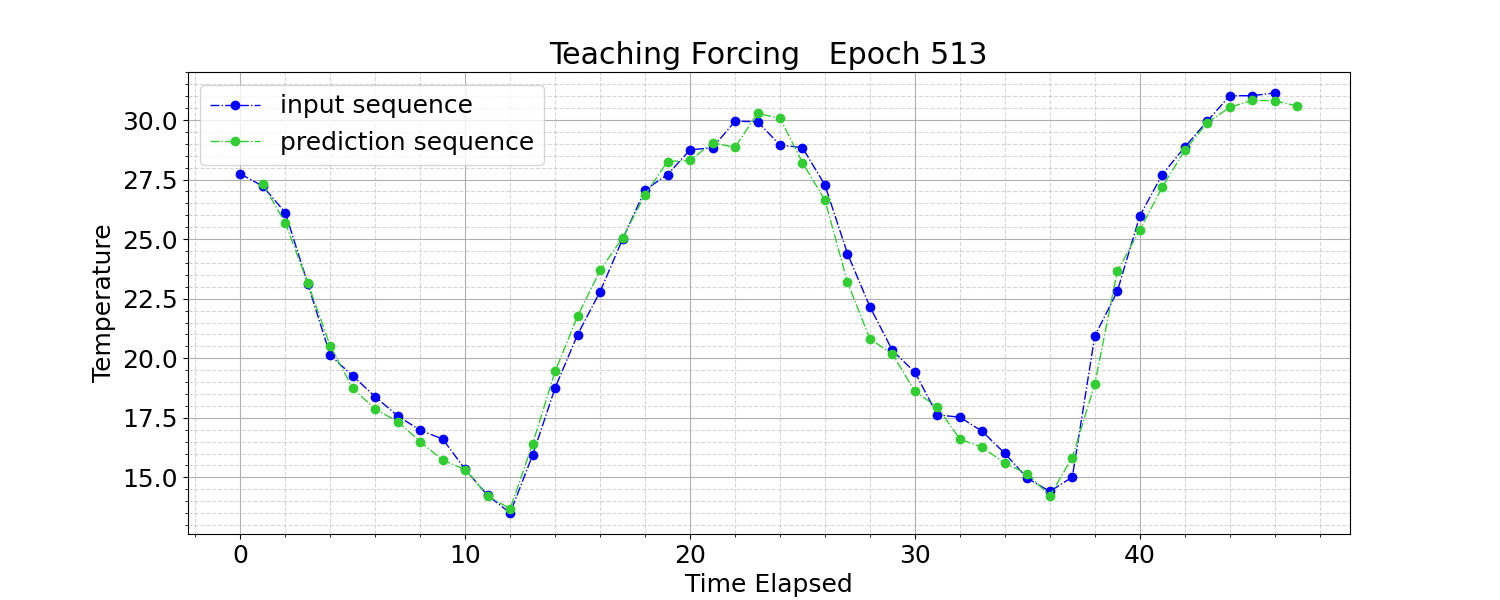 Teaching Forcing   Epoch 513
input sequence
prediction sequence
Temperature
30.0
27.5
25.0
22.5
20.0
17.5
15.0
0 10 20 30 40
Time Elapsed